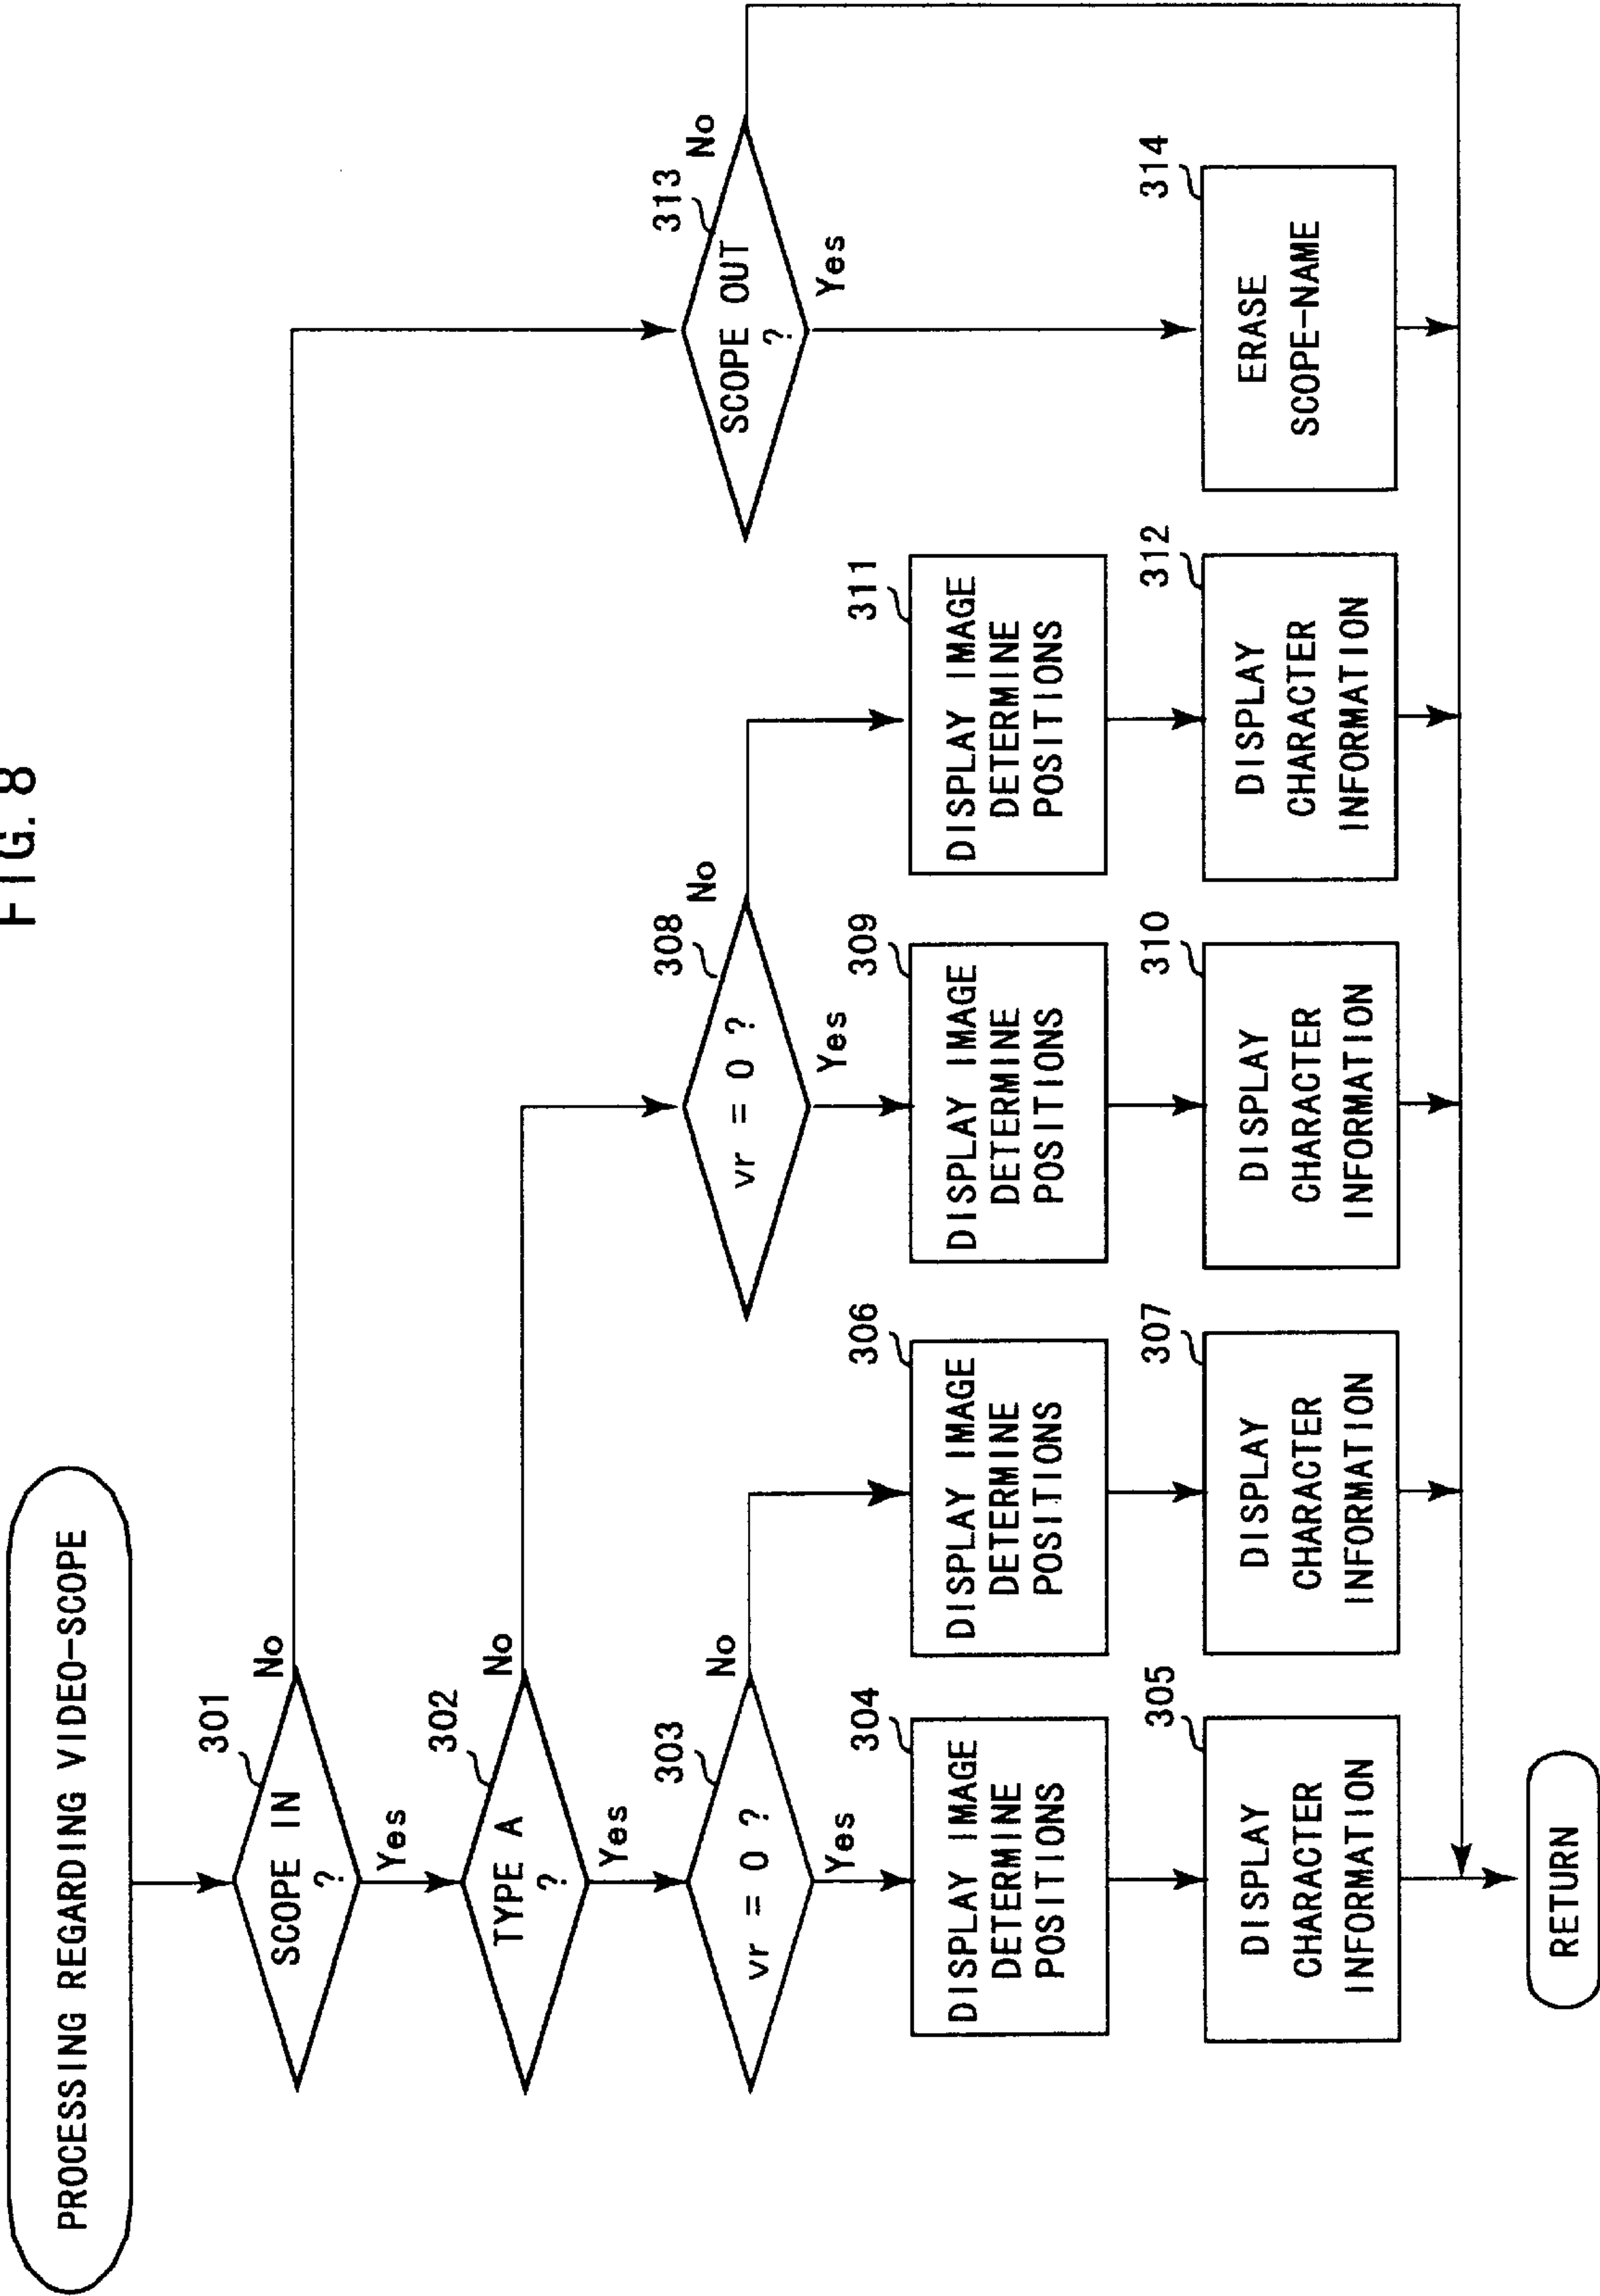 FIG. 8
PROCESSING REGARDING VIDEO-SCOPE
301
SCOPE IN
?
No
Yes
302
TYPE A
?
No
Yes
303
vr = 0 ?
No
Yes
304
DISPLAY IMAGE
DETERMINE
POSITIONS
305
DISPLAY
CHARACTER
INFORMATION
306
DISPLAY IMAGE
DETERMINE
POSITIONS
307
DISPLAY
CHARACTER
INFORMATION
308
vr = 0 ?
No
Yes
309
DISPLAY IMAGE
DETERMINE
POSITIONS
310
DISPLAY
CHARACTER
INFORMATION
311
DISPLAY IMAGE
DETERMINE
POSITIONS
312
DISPLAY
CHARACTER
INFORMATION
313
SCOPE OUT
?
No
Yes
314
ERASE
SCOPE-NAME
RETURN